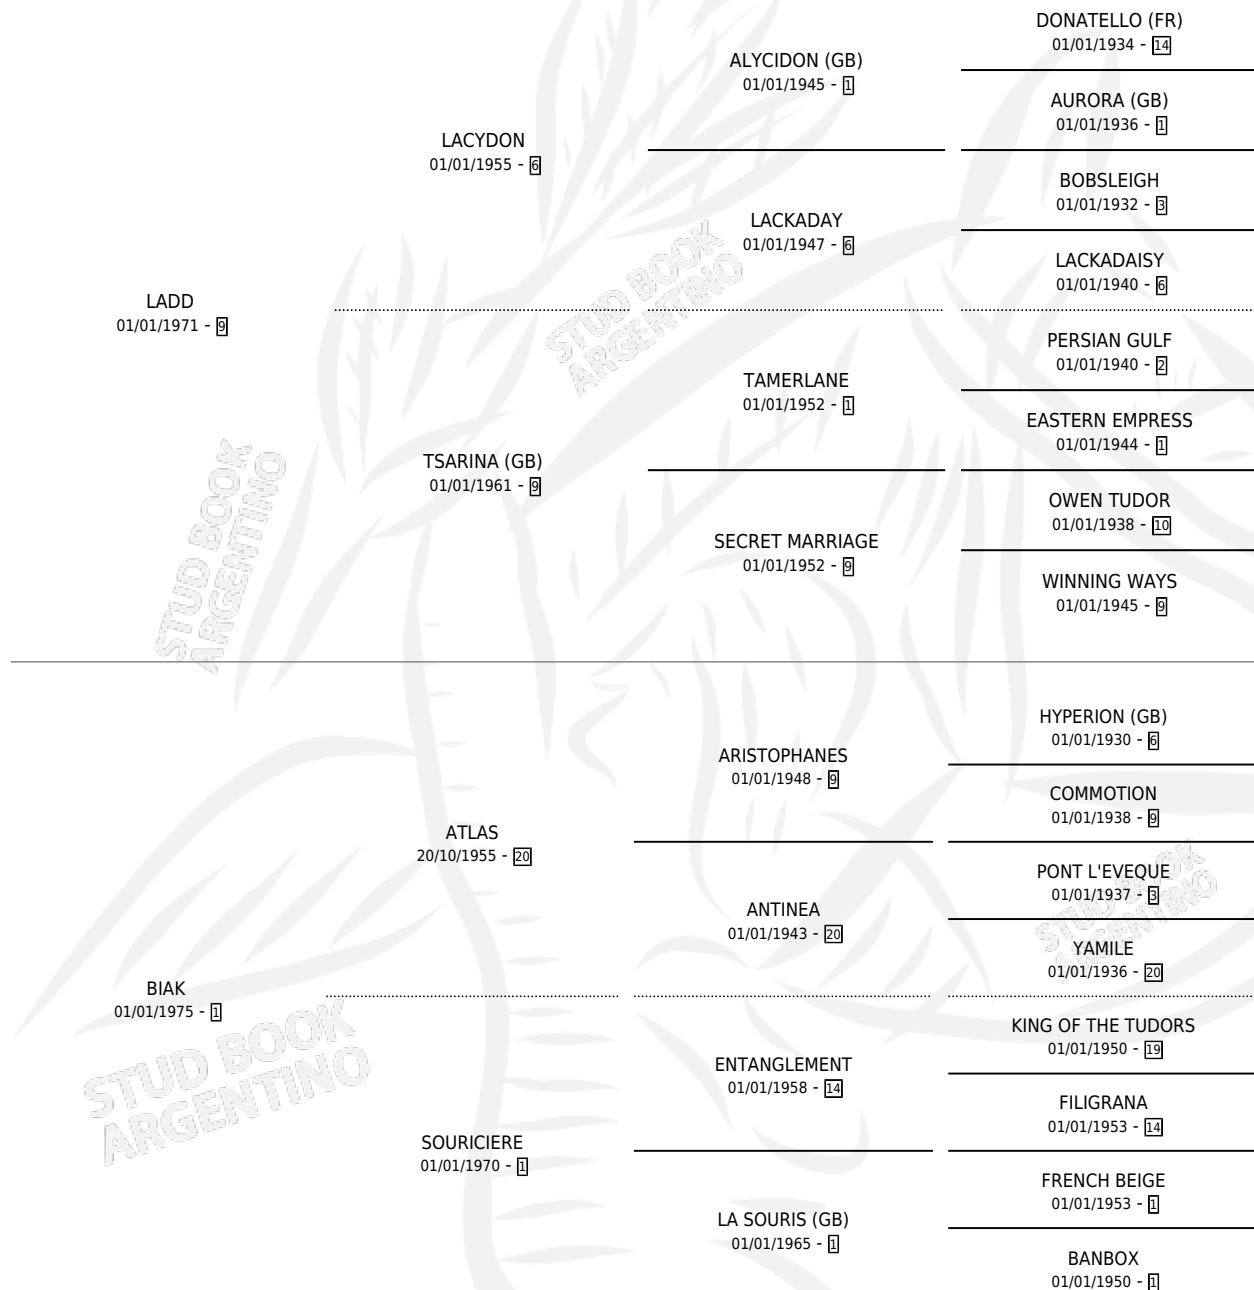 DONATELLO (FR)
01/01/1934 - 14
ALYCIDON (GB)
01/01/1945 - 1
AURORA (GB)
01/01/1936 - 1
LACYDON
01/01/1955 - 6
BOBSLEIGH
01/01/1932 - 3
LACKADAY
01/01/1947 - 6
LACKADAISY
01/01/1940 - 6
LADD
01/01/1971 - 9
PERSIAN GULF
01/01/1940 - 2
TAMERLANE
01/01/1952 - 1
EASTERN EMPRESS
01/01/1944 - 1
TSARINA (GB)
01/01/1961 - 9
OWEN TUDOR
01/01/1938 - 10
SECRET MARRIAGE
01/01/1952 - 9
WINNING WAYS
01/01/1945 - 9
STUD BOOK
ARGENTINO
STUD BOOK
ARGENTINO
HYPERION (GB)
01/01/1930 - 6
ARISTOPHANES
01/01/1948 - 9
COMMOTION
01/01/1938 - 9
ATLAS
20/10/1955 - 20
PONT L'EVEQUE
01/01/1937 - 3
ANTINEA
01/01/1943 - 20
YAMILE
01/01/1936 - 20
BIAK
01/01/1975 - 1
KING OF THE TUDORS
01/01/1950 - 19
ENTANGLEMENT
01/01/1958 - 14
FILIGRANA
01/01/1953 - 14
SOURICIERE
01/01/1970 - 1
FRENCH BEIGE
01/01/1953 - 1
LA SOURIS (GB)
01/01/1965 - 1
BANBOX
01/01/1950 - 1
STUD BOOK
ARGENTINO
STUD BOOK
ARGENTINO